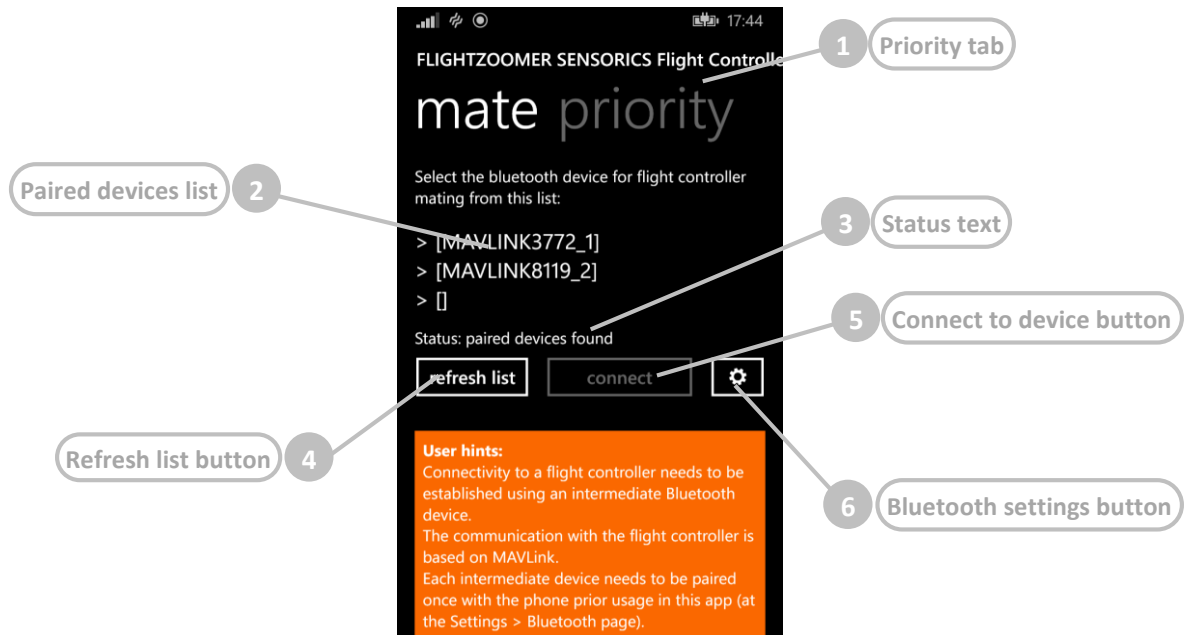 17:44
1 Priority tab
FLIGHTZOOMER SENSORICS Flight Controlle
mate priority
Paired devices list 2
Select the bluetooth device for flight controller
mating from this list:
3 Status text
> [MAVLINK3772_1]
> [MAVLINK8119_2]
> []
5 Connect to device button
Status: paired devices found
refresh list connect
Refresh list button 4
6 Bluetooth settings button
User hints:
Connectivity to a flight controller needs to be
established using an intermediate Bluetooth
device.
The communication with the flight controller is
based on MAVLink.
Each intermediate device needs to be paired
once with the phone prior usage in this app (at
the Settings > Bluetooth page).